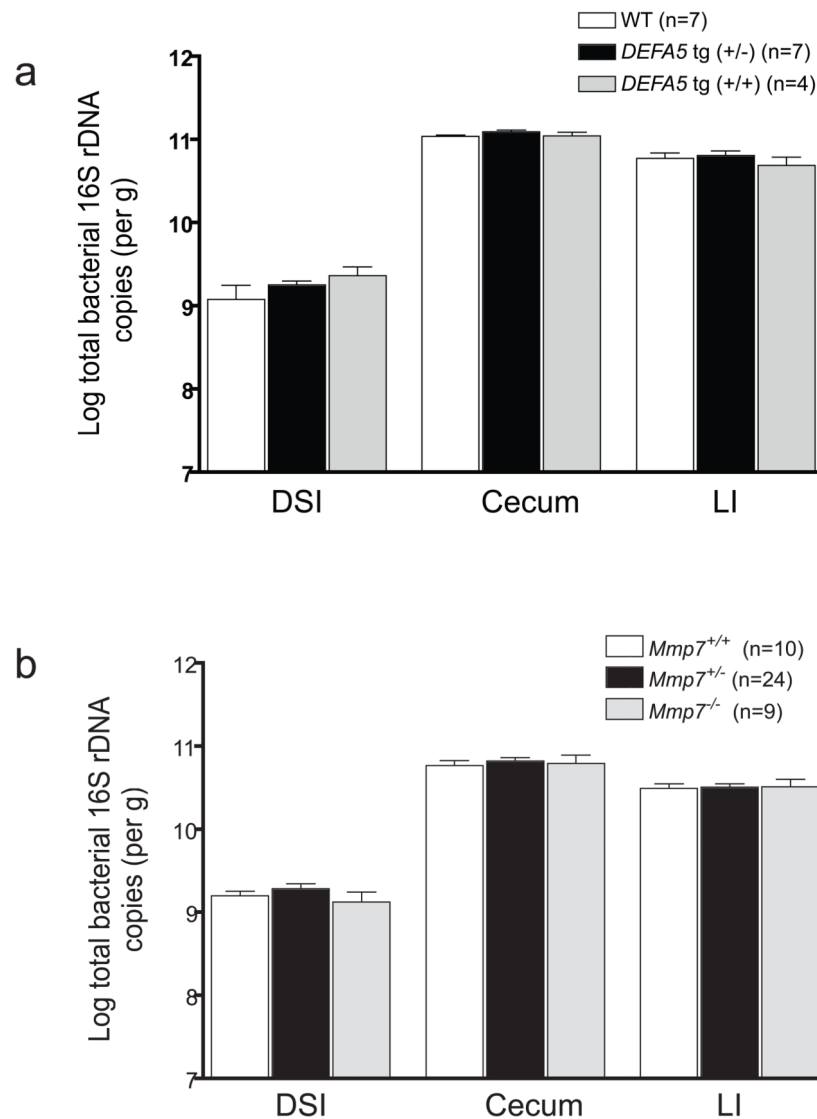 a
WT (n=7)
DEFA5 tg (+/-) (n=7)
DEFA5 tg (+/+) (n=4)
Log total bacterial 16S rDNA
copies (per g)
12
11
10
9
8
7
DSI Cecum LI
b
Mmp7+/+ (n=10)
Mmp7+/- (n=24)
Mmp7-/- (n=9)
Log total bacterial 16S rDNA
copies (per g)
12
11
10
9
8
7
DSI Cecum LI